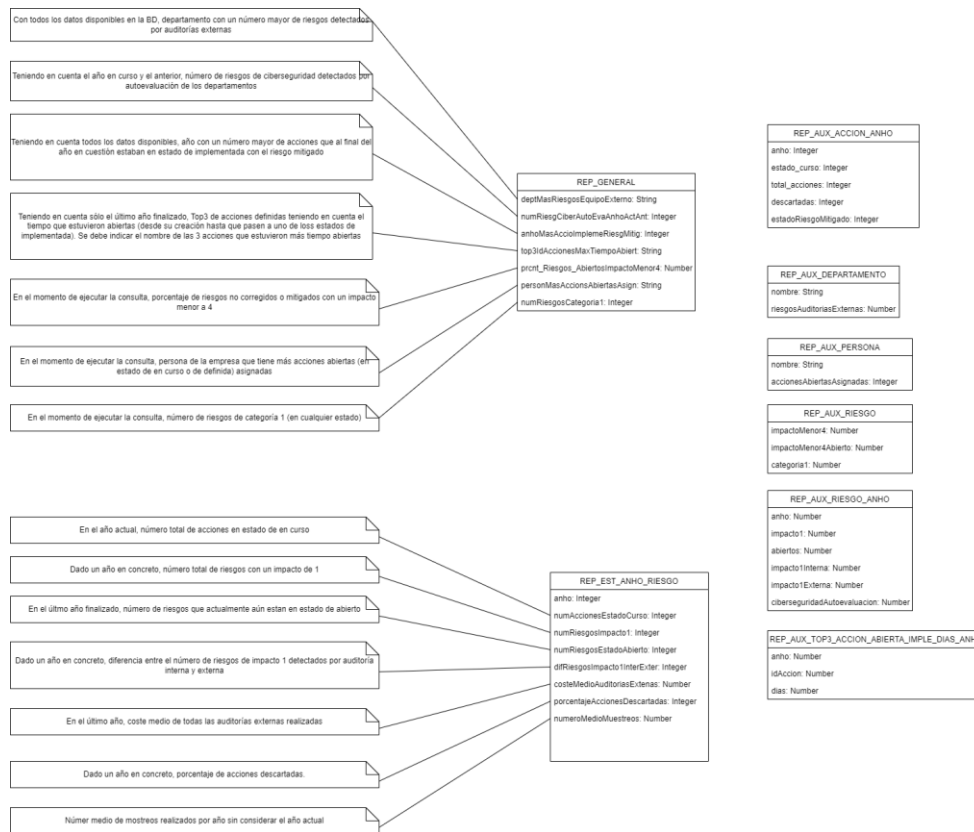 Con todos los datos disponibles en la BD, departamento con un número mayor de riesgos detectados
por auditorías externas
Teniendo en cuenta el año en curso y el anterior, número de riesgos de ciberseguridad detectados por
autoevaluación de los departamentos
Teniendo en cuenta todos los datos disponibles, año con un número mayor de acciones que al final del
año en cuestión estaban en estado de implementada con el riesgo mitigado
Teniendo en cuenta sólo el último año finalizado, Top3 de acciones definidas teniendo en cuenta el
tiempo que estuvieron abiertas (desde su creación hasta que pasen a uno de loss estados de
implementada). Se debe indicar el nombre de las 3 acciones que estuvieron más tiempo abiertas
En el momento de ejecutar la consulta, porcentaje de riesgos no corregidos o mitigados con un impacto
menor a 4
En el momento de ejecutar la consulta, persona de la empresa que tiene más acciones abiertas (en
estado de en curso o de definida) asignadas
En el momento de ejecutar la consulta, número de riesgos de categoría 1 (en cualquier estado)
REP_GENERAL
deptMasRiesgosEquipoExterno: String
numRiesgCiberAutoEvaAnhoActAnt: Integer
anhoMasAccioImplemeRiesgMitig: Integer
top3IdAccionesMaxTiempoAbiert: String
prcnt_Riesgos_AbiertosImpactoMenor4: Number
personMasAccionsAbiertasAsign: String
numRiesgosCategoria1: Integer
REP_AUX_ACCION_ANHO
anho: Integer
estado_curso: Integer
total_acciones: Integer
descartadas: Integer
estadoRiesgoMitigado: Integer
REP_AUX_DEPARTAMENTO
nombre: String
riesgosAuditoriasExternas: Number
REP_AUX_PERSONA
nombre: String
accionesAbiertasAsignadas: Integer
REP_AUX_RIESGO
impactoMenor4: Number
impactoMenor4Abierto: Number
categoria1: Number
REP_AUX_RIESGO_ANHO
anho: Number
impacto1: Number
abiertos: Number
impacto1Interna: Number
impacto1Externa: Number
ciberseguridadAutoevaluacion: Number
REP_AUX_TOP3_ACCION_ABIERTA_IMPLE_DIAS_ANH
anho: Number
idAccion: Number
dias: Number
En el año actual, número total de acciones en estado de en curso
Dado un año en concreto, número total de riesgos con un impacto de 1
En el útlmo año finalizado, número de riesgos que actualmente aún estan en estado de abierto
Dado un año en concreto, diferencia entre el número de riesgos de impacto 1 detectados por auditoría
interna y externa
En el último año, coste medio de todas las auditorías externas realizadas
Dado un año en concreto, porcentaje de acciones descartadas.
Númer medio de mostreos realizados por año sin considerar el año actual
REP_EST_ANHO_RIESGO
anho: Integer
numAccionesEstadoCurso: Integer
numRiesgosImpacto1: Integer
numRiesgosEstadoAbierto: Integer
difRiesgosImpacto1InterExter: Integer
costeMedioAuditoriasExtenas: Number
porcentajeAccionesDescartadas: Integer
numeroMedioMuestreos: Number